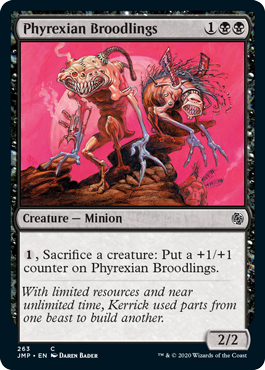 Phyrexian Broodlings 1
Creature — Minion
1, Sacrifice a creature: Put a +1/+1
counter on Phyrexian Broodlings.
With limited resources and near
unlimited time, Kerrick used parts from
one beast to build another.
2/2
263 C
JMP • EN DAREN BADER
™ & © 2020 Wizards of the Coast